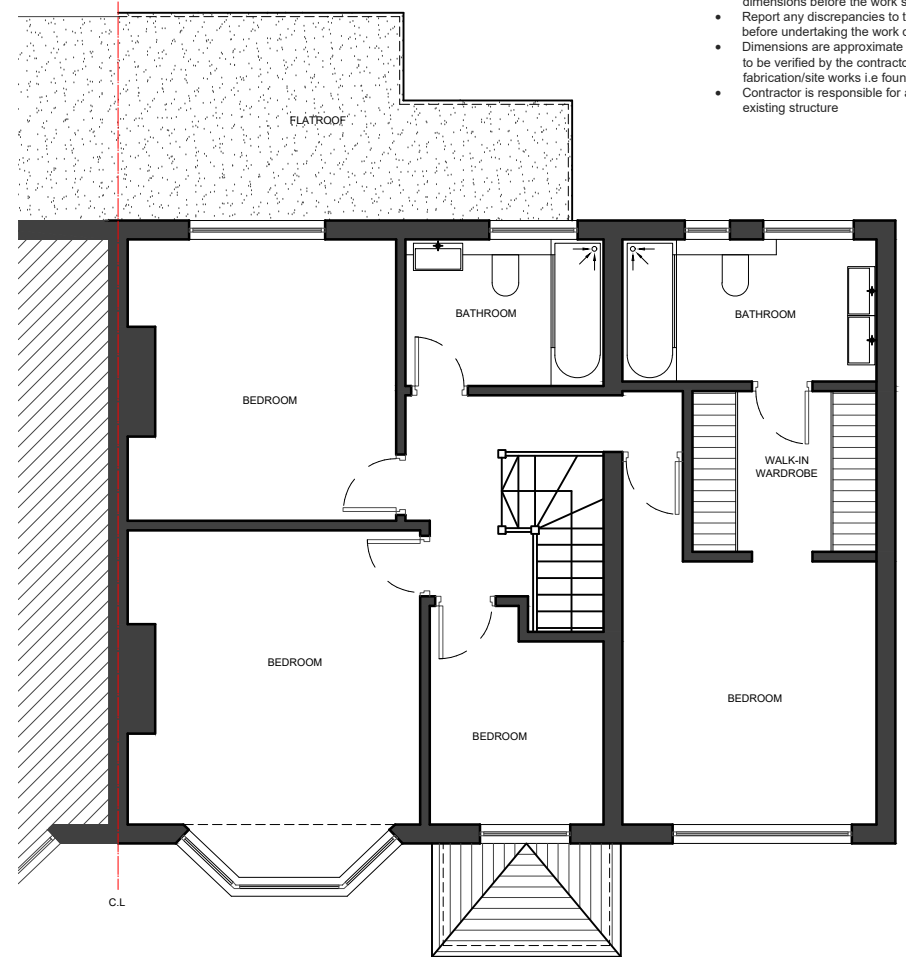 dimensions before the work s
• Report any discrepancies to t
before undertaking the work o
• Dimensions are approximate
to be verified by the contracto
fabrication/site works i.e foun
• Contractor is responsible for a
existing structure
FLATROOF
BATHROOM
BATHROOM
BEDROOM
WALK-IN
WARDROBE
BEDROOM
BEDROOM
BEDROOM
C.L